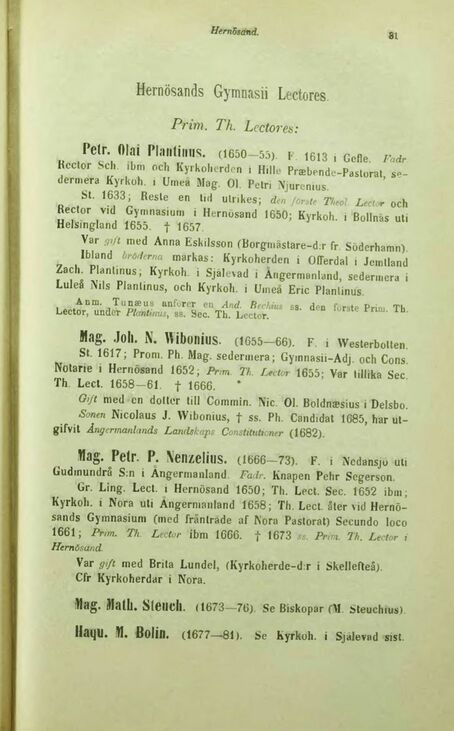 Hernösand.
81
Hernösands Gymnasii Lectores.
Prim. Th. Lectores:
Petr. Olai Plantinus. (1650—55). F. 1613 i Gefle. Fadr
Rector Sch. ibm och Kyrkoherden i Hille Præbende-Pastorat, se-
dermera Kyrkoh. i Umeå Mag. Ol. Petri Njurenius.
St. 1633; Reste en tid utrikes; den förste Theol. Lector och
Rector vid Gymnasium i Hernösand 1650; Kyrkoh. i Bollnäs uti
Helsingland 1655. † 1657.
Var gift med Anna Eskilsson (Borgmästare-d:r fr. Söderhamn).
Ibland bröderna märkas: Kyrkoherden i Offerdal i Jemtland
Zach. Plantinus; Kyrkoh. i Själevad i Ångermanland, sedermera i
Luleå Nils Plantinus, och Kyrkoh. i Umeå Eric Plantinus.
Anm. Tunæus anförer en And. Bechius ss. den förste Prim. Th.
Lector, under Plantinus, ss. Sec. Th. Lector.
Mag. Joh. N. Wibonius. (1655—66). F. i Westerbotten.
St. 1617; Prom. Ph. Mag. sedermera; Gymnasii-Adj. och Cons.
Notarie i Hernösand 1652; Prim. Th. Lector 1655; Var tillika Sec.
Th. Lect. 1658—61. † 1666.
Gift med en dotter till Commin. Nic. Ol. Boldnæsius i Delsbo.
Sonen Nicolaus J. Wibonius, † ss. Ph. Candidat 1685, har ut-
gifvit Ångermanlands Landskaps Constitutioner (1682).
Mag. Petr. P. Nenzelius. (1666—73). F. i Nedansjö uti
Gudmundrå S:n i Ångermanland. Fadr. Knapen Pehr Segerson.
Gr. Ling. Lect. i Hernösand 1650; Th. Lect. Sec. 1652 ibm;
Kyrkoh. i Nora uti Ångermanland 1658; Th. Lect. åter vid Hernö-
sands Gymnasium (med frånträde af Nora Pastorat) Secundo loco
1661; Prim. Th. Lector ibm 1666. † 1673 ss. Prim. Th. Lector i
Hernösand.
Var gift med Brita Lundel, (Kyrkoherde-d:r i Skellefteå).
Cfr Kyrkoherdar i Nora.
Mag. Math. Steuch. (1673—76). Se Biskopar (M. Steuchius).
Haqu. M. Bolin. (1677—81). Se Kyrkoh. i Själevad sist.